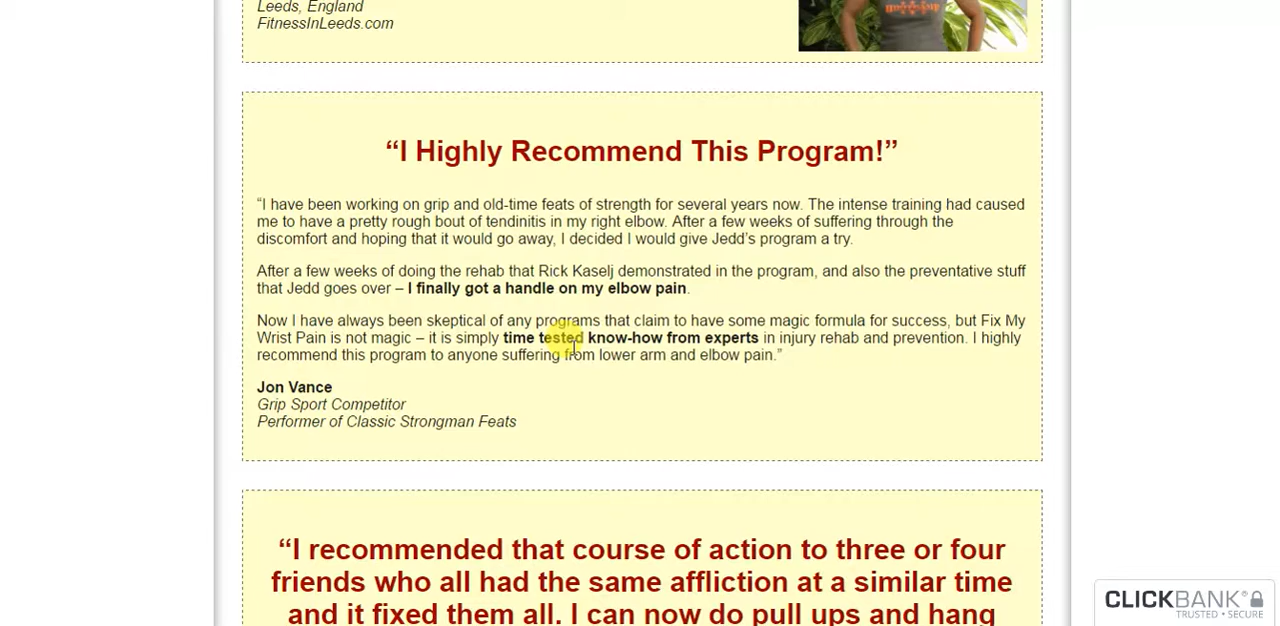 Leeds, England
FitnessInLeeds.com
“I Highly Recommend This Program!”
“I have been working on grip and old-time feats of strength for several years now. The intense training had caused
me to have a pretty rough bout of tendinitis in my right elbow. After a few weeks of suffering through the
discomfort and hoping that it would go away, I decided I would give Jedd’s program a try.
After a few weeks of doing the rehab that Rick Kaselj demonstrated in the program, and also the preventative stuff
that Jedd goes over – I finally got a handle on my elbow pain.
Now I have always been skeptical of any programs that claim to have some magic formula for success, but Fix My
Wrist Pain is not magic – it is simply time tested know-how from experts in injury rehab and prevention. I highly
recommend this program to anyone suffering from lower arm and elbow pain.”
Jon Vance
Grip Sport Competitor
Performer of Classic Strongman Feats
“I recommended that course of action to three or four
friends who all had the same affliction at a similar time
and it fixed them all. I can now do pull ups and hang
CLICKBANK®
TRUSTED • SECURE